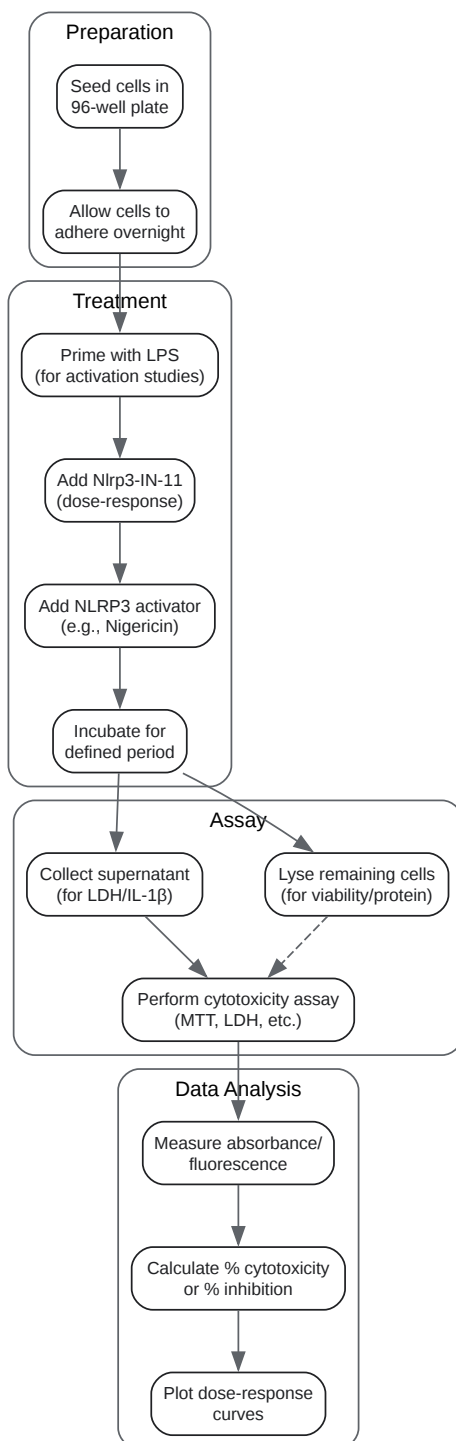 Preparation
Seed cells in
96-well plate
Allow cells to
adhere overnight
Treatment
Prime with LPS
(for activation studies)
Add Nlrp3-IN-11
(dose-response)
Add NLRP3 activator
(e.g., Nigericin)
Incubate for
defined period
Assay
Collect supernatant
(for LDH/IL-1β)
Lyse remaining cells
(for viability/protein)
Perform cytotoxicity assay
(MTT, LDH, etc.)
Data Analysis
Measure absorbance/
fluorescence
Calculate % cytotoxicity
or % inhibition
Plot dose-response
curves